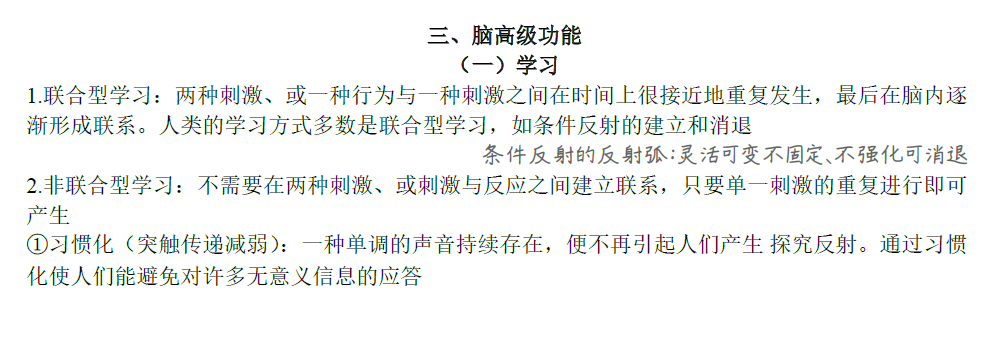 三、脑高级功能
（一）学习
1.联合型学习：两种刺激、或一种行为与一种刺激之间在时间上很接近地重复发生，最后在脑内逐
渐形成联系。人类的学习方式多数是联合型学习，如条件反射的建立和消退
条件反射的反射弧:灵活可变不固定、不强化可消退
2.非联合型学习：不需要在两种刺激、或刺激与反应之间建立联系，只要单一刺激的重复进行即可
产生
①习惯化（突触传递减弱）：一种单调的声音持续存在，便不再引起人们产生 探究反射。通过习惯
化使人们能避免对许多无意义信息的应答